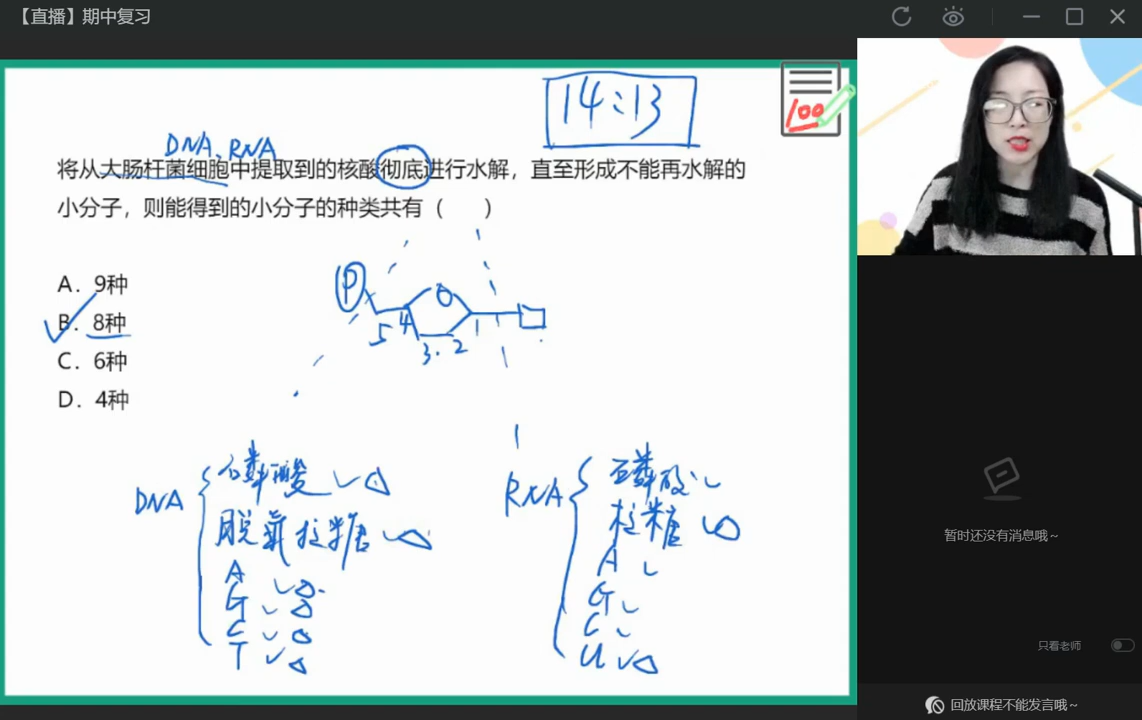 【直播】期中复习
14:13
100
DNA、RNA
将从大肠杆菌细胞中提取到的核酸彻底进行水解，直至形成不能再水解的
小分子，则能得到的小分子的种类共有（　　）
A．9种
B．8种
C．6种
D．4种
P
O
5 4 3 2 1
DNA
磷酸
脱氧核糖
A
G
C
T
RNA
磷酸
核糖
A
G
C
U
暂时还没有消息哦~
只看老师
回放课程不能发言哦~